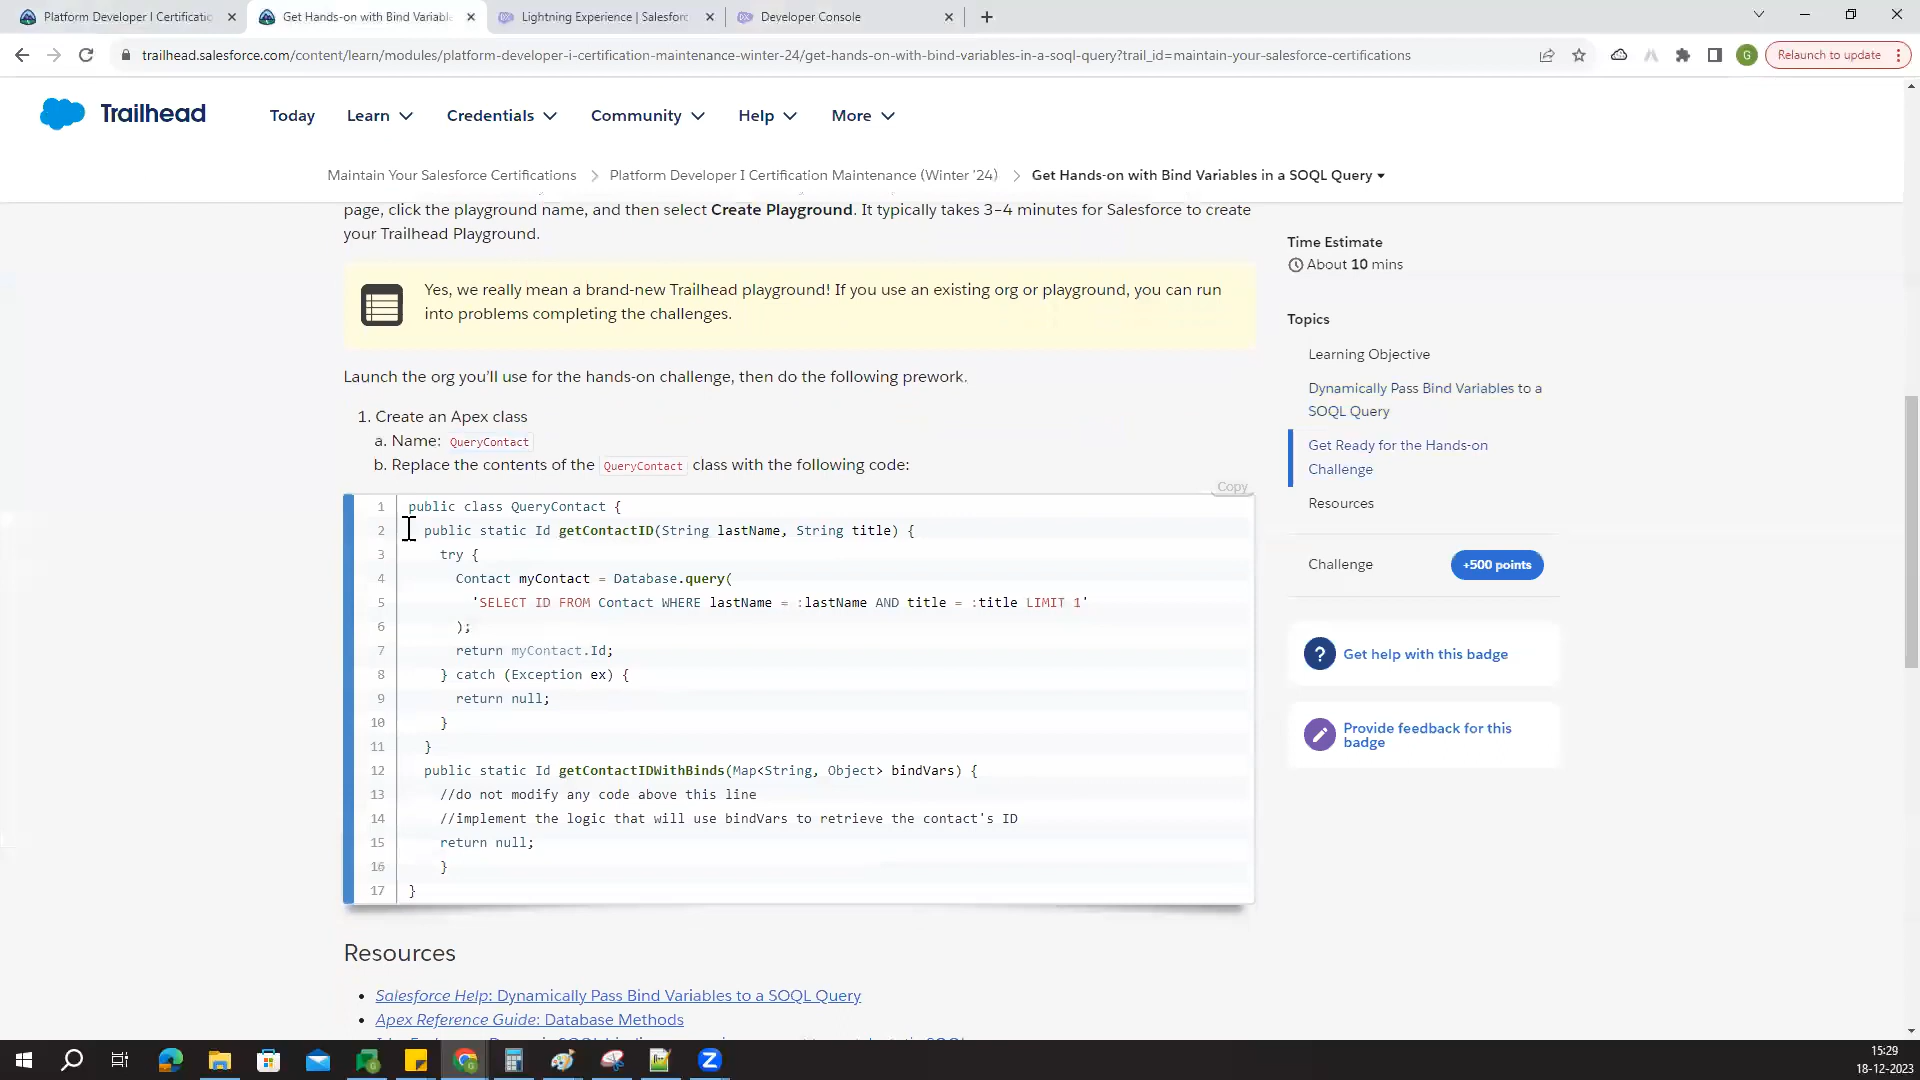 Platform Developer I Certificatio
Get Hands-on with Bind Variable
Lightning Experience | Salesforc
Developer Console
trailhead.salesforce.com/content/learn/modules/platform-developer-i-certification-maintenance-winter-24/get-hands-on-with-bind-variables-in-a-soql-query?trail_id=maintain-your-salesforce-certifications
G
Relaunch to update
Trailhead
Today
Learn
Credentials
Community
Help
More
Maintain Your Salesforce Certifications
Platform Developer I Certification Maintenance (Winter '24)
Get Hands-on with Bind Variables in a SOQL Query
page, click the playground name, and then select Create Playground. It typically takes 3–4 minutes for Salesforce to create
your Trailhead Playground.
Yes, we really mean a brand-new Trailhead playground! If you use an existing org or playground, you can run
into problems completing the challenges.
Launch the org you’ll use for the hands-on challenge, then do the following prework.
1. Create an Apex class
a. Name: QueryContact
b. Replace the contents of the QueryContact class with the following code:
Copy
1 public class QueryContact {
2 public static Id getContactID(String lastName, String title) {
3 try {
4 Contact myContact = Database.query(
5 'SELECT ID FROM Contact WHERE lastName = :lastName AND title = :title LIMIT 1'
6 );
7 return myContact.Id;
8 } catch (Exception ex) {
9 return null;
10 }
11 }
12 public static Id getContactIDWithBinds(Map<String, Object> bindVars) {
13 //do not modify any code above this line
14 //implement the logic that will use bindVars to retrieve the contact's ID
15 return null;
16 }
17 }
Resources
• Salesforce Help: Dynamically Pass Bind Variables to a SOQL Query
• Apex Reference Guide: Database Methods
Time Estimate
About 10 mins
Topics
Learning Objective
Dynamically Pass Bind Variables to a
SOQL Query
Get Ready for the Hands-on
Challenge
Resources
Challenge
+500 points
? Get help with this badge
Provide feedback for this
badge
15:29
18-12-2023